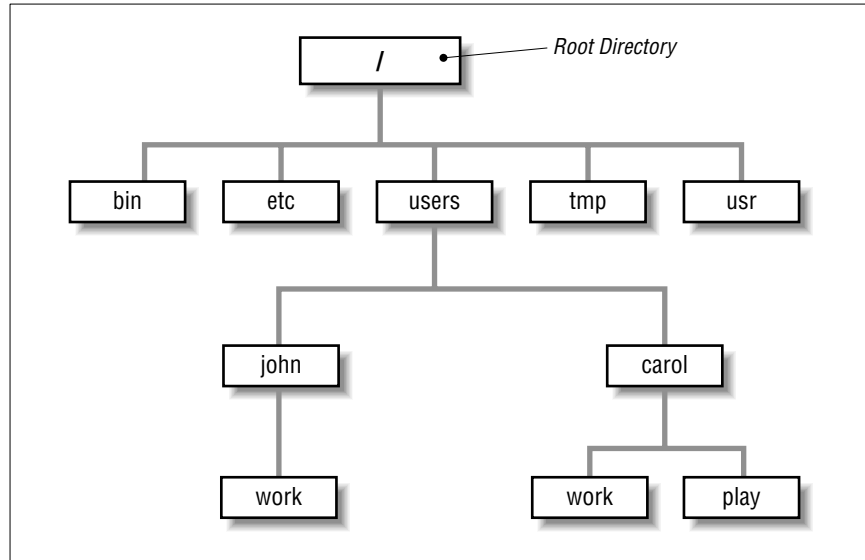 /
Root Directory
bin
etc
users
tmp
usr
john
carol
work
work
play